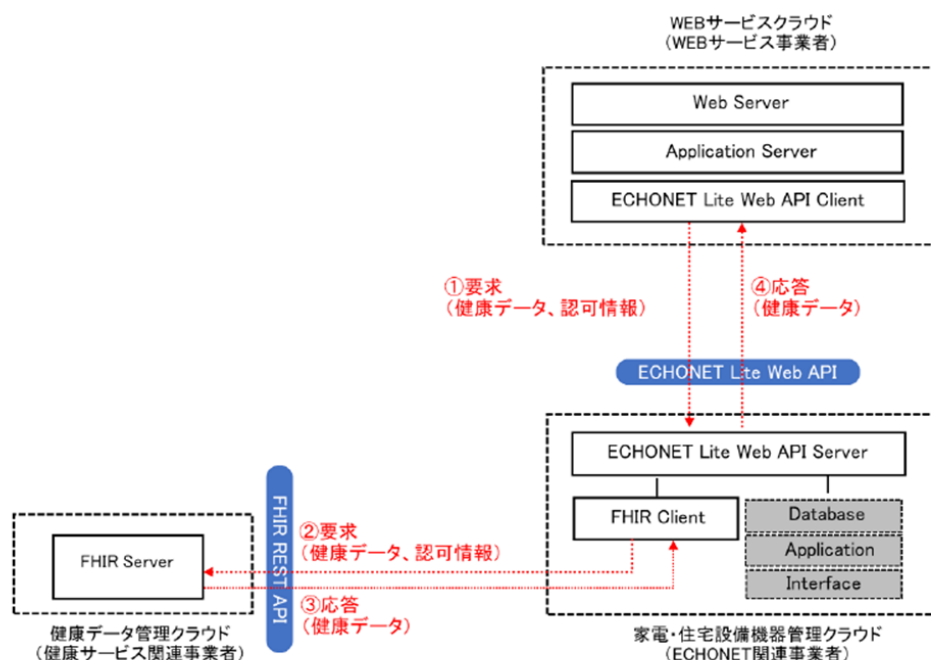 WEBサービスクラウド
(WEBサービス事業者)
Web Server
Application Server
ECHONET Lite Web API Client
①要求
(健康データ、認可情報)
④応答
(健康データ)
ECHONET Lite Web API
ECHONET Lite Web API Server
FHIR Client
Database
Application
Interface
FHIR REST API
②要求
(健康データ、認可情報)
FHIR Server
③応答
(健康データ)
健康データ管理クラウド
(健康サービス関連事業者)
家電・住宅設備機器管理クラウド
(ECHONET関連事業者)